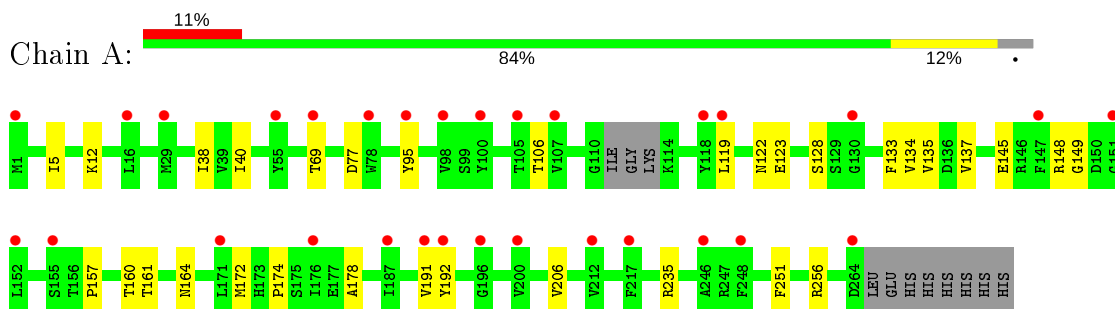 11%
Chain A:
84% 12% •
M1 I5 K12 L16 M29 I38 V39 I40 Y55 T69 D77 W78 Y95 V98 S99 Y100 T105 T106 V107 G110 ILE GLY LYS K114 Y118 L119 N122 E123 S128 S129 G130 F133 V134 V135 D136 V137 E145 R146 F147 R148 G149 D150 G151
L152 S155 T156 P157 T160 T161 N164 L171 M172 H173 P174 S175 I176 E177 A178 I187 V191 Y192 G196 V200 V206 V212 F217 R235 A246 R247 F248 F251 R256 D264 LEU GLU HIS HIS HIS HIS HIS HIS